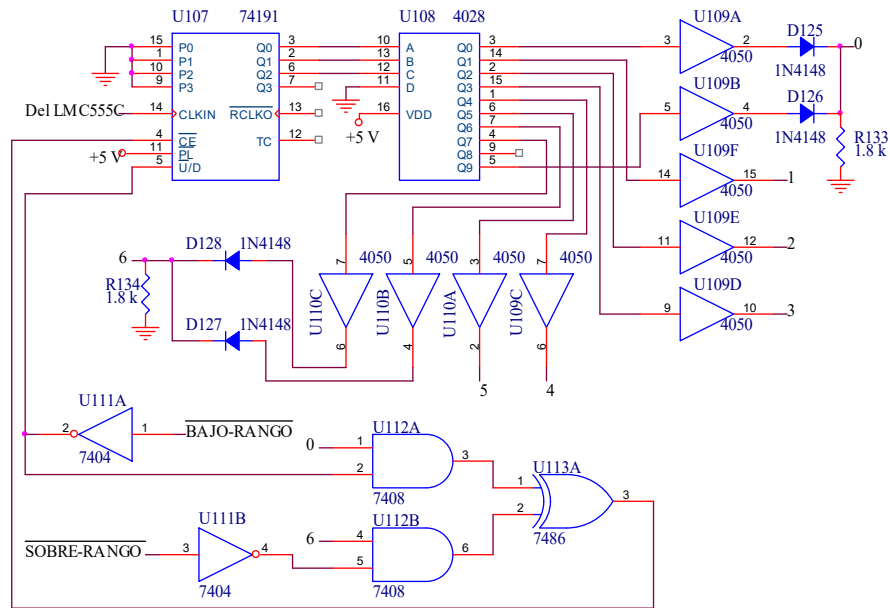 U107 74191
15 P0 Q0 3
1 P1 Q1 2
10 P2 Q2 6
9 P3 Q3 7
Del LMC555C 14 CLKIN RCLKO 13
4 CE TC 12
+5 V 11 PL
5 U/D
U108 4028
10 A Q0 3
13 B Q1 14
12 C Q2 2
11 D Q3 15
Q4 1
16 VDD Q5 6
+5 V Q6 7
Q7 4
Q8 9
Q9 5
U109A
3 2
4050
D125
1N4148
0
U109B
5 4
4050
D126
1N4148
R133
1.8 k
U109F
14 15 1
4050
U109E
11 12 2
4050
U109D
9 10 3
4050
6
D128 1N4148
R134
1.8 k
D127 1N4148
7 4050 5 4050 3 4050 7 4050
U110C U110B U110A U109C
6 4 2 6
5 4
U111A
2 1 BAJO-RANGO
7404
U112A
0 1
2 3
7408
U113A
1
2 3
7486
U111B
SOBRE-RANGO 3 4
7404
U112B
6 4
5 6
7408